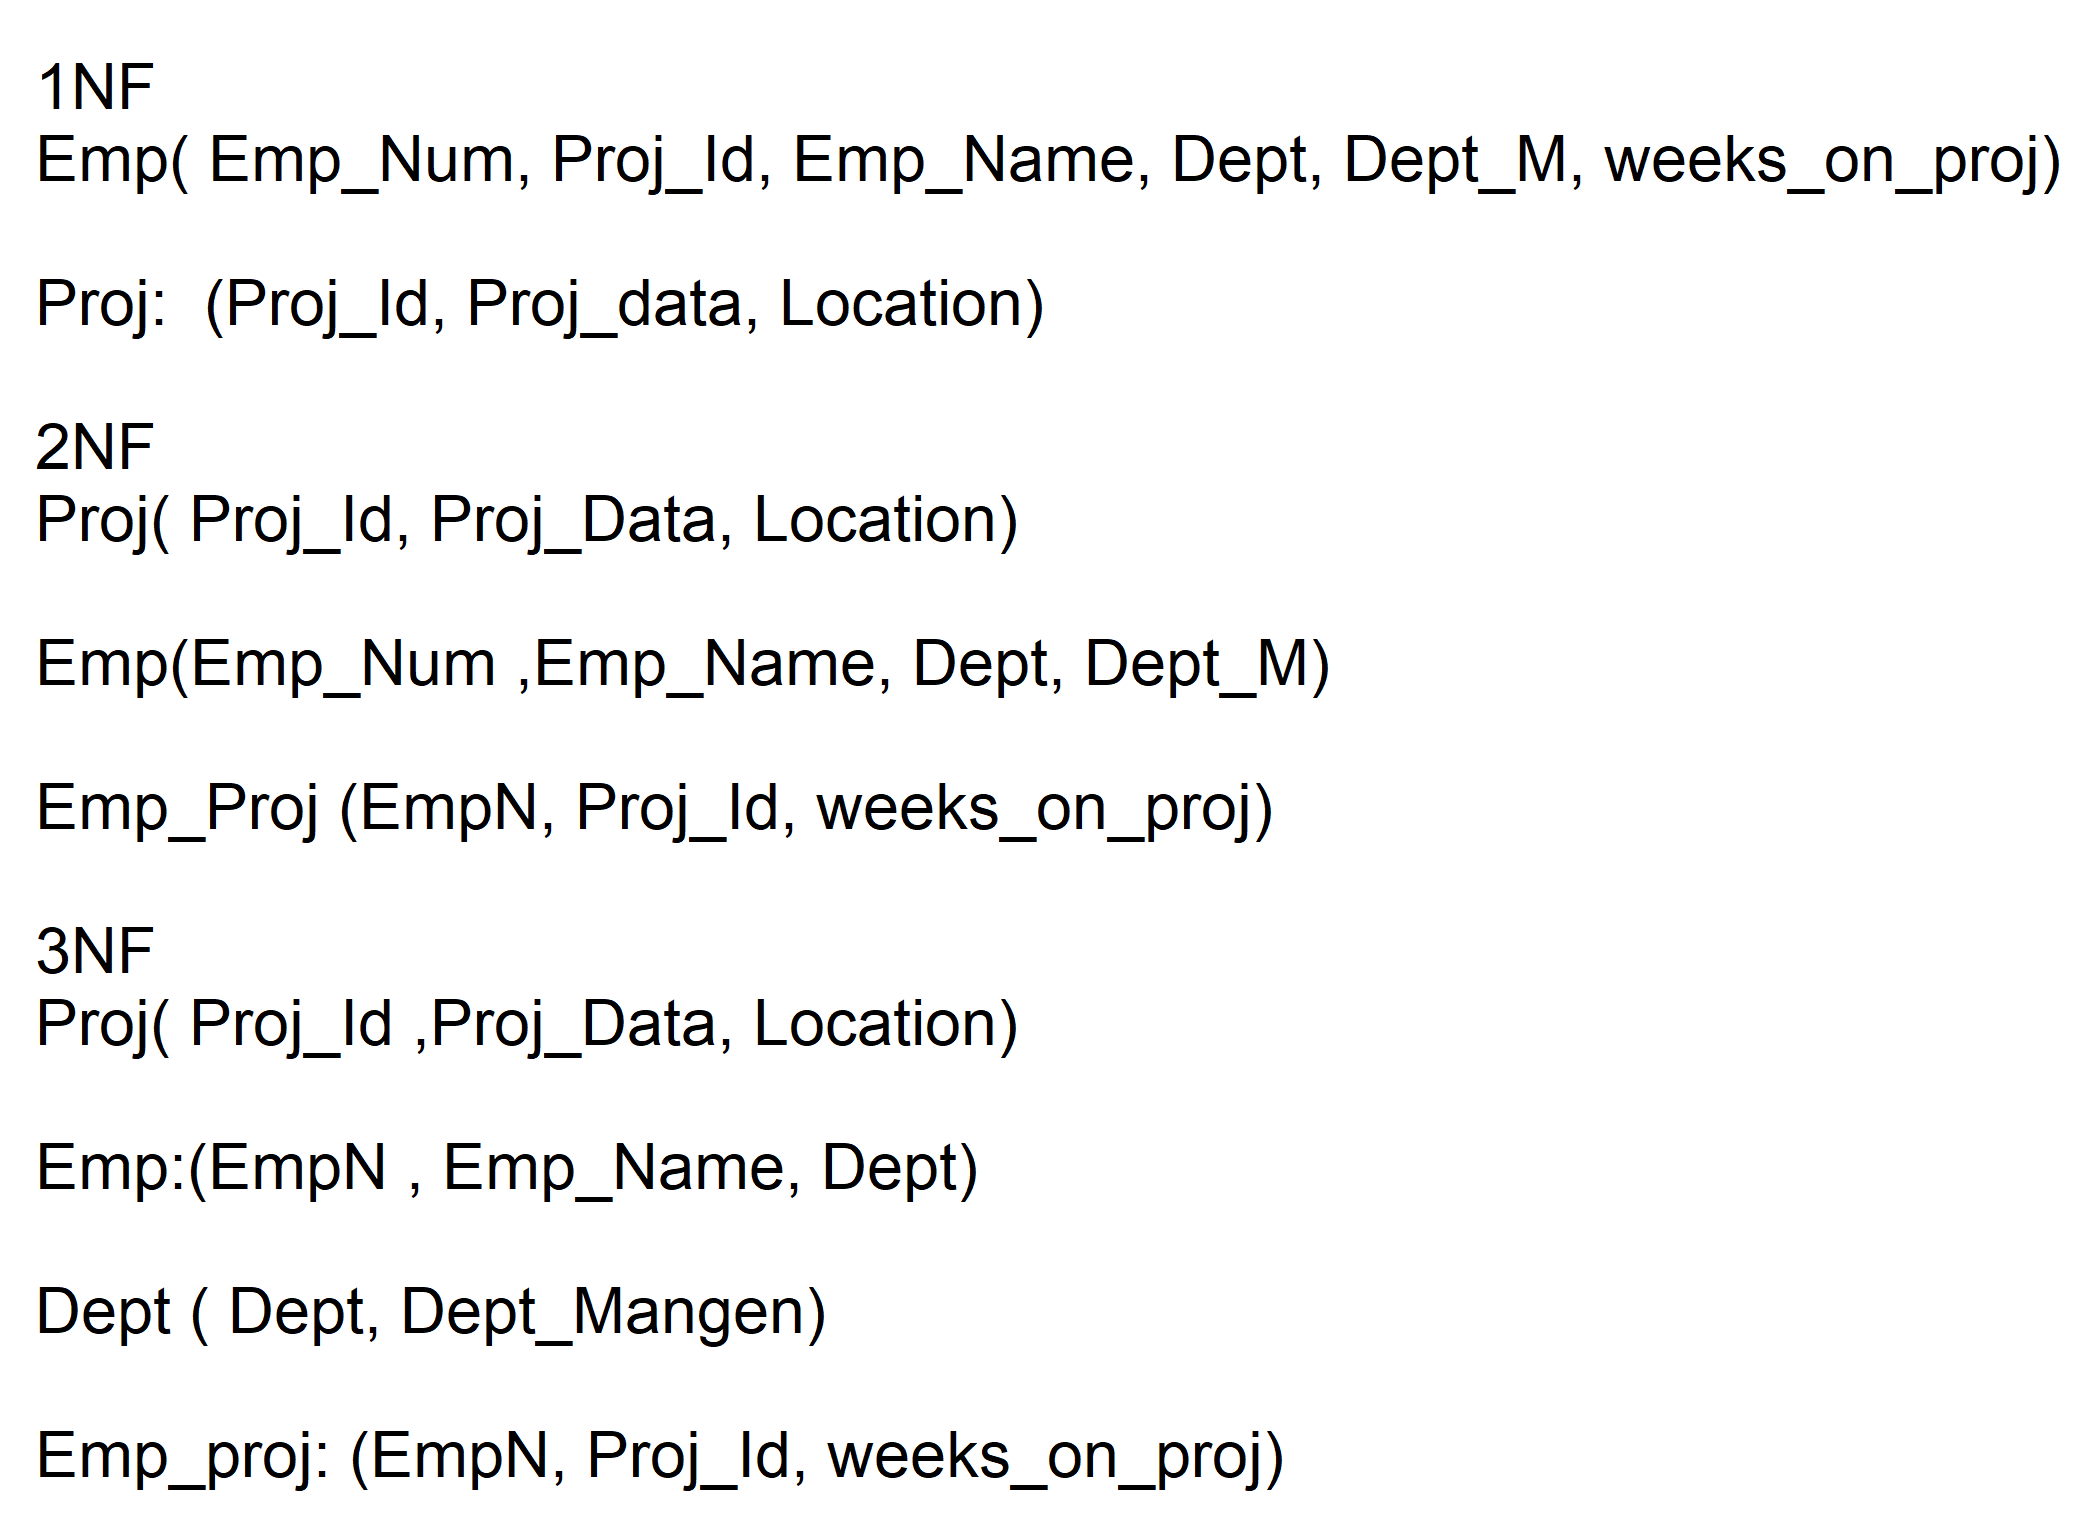 1NF
Emp( Emp_Num, Proj_Id, Emp_Name, Dept, Dept_M, weeks_on_proj)
Proj:  (Proj_Id, Proj_data, Location)
2NF
Proj( Proj_Id, Proj_Data, Location)
Emp(Emp_Num ,Emp_Name, Dept, Dept_M)
Emp_Proj (EmpN, Proj_Id, weeks_on_proj)
3NF
Proj( Proj_Id ,Proj_Data, Location)
Emp:(EmpN , Emp_Name, Dept)
Dept ( Dept, Dept_Mangen)
Emp_proj: (EmpN, Proj_Id, weeks_on_proj)